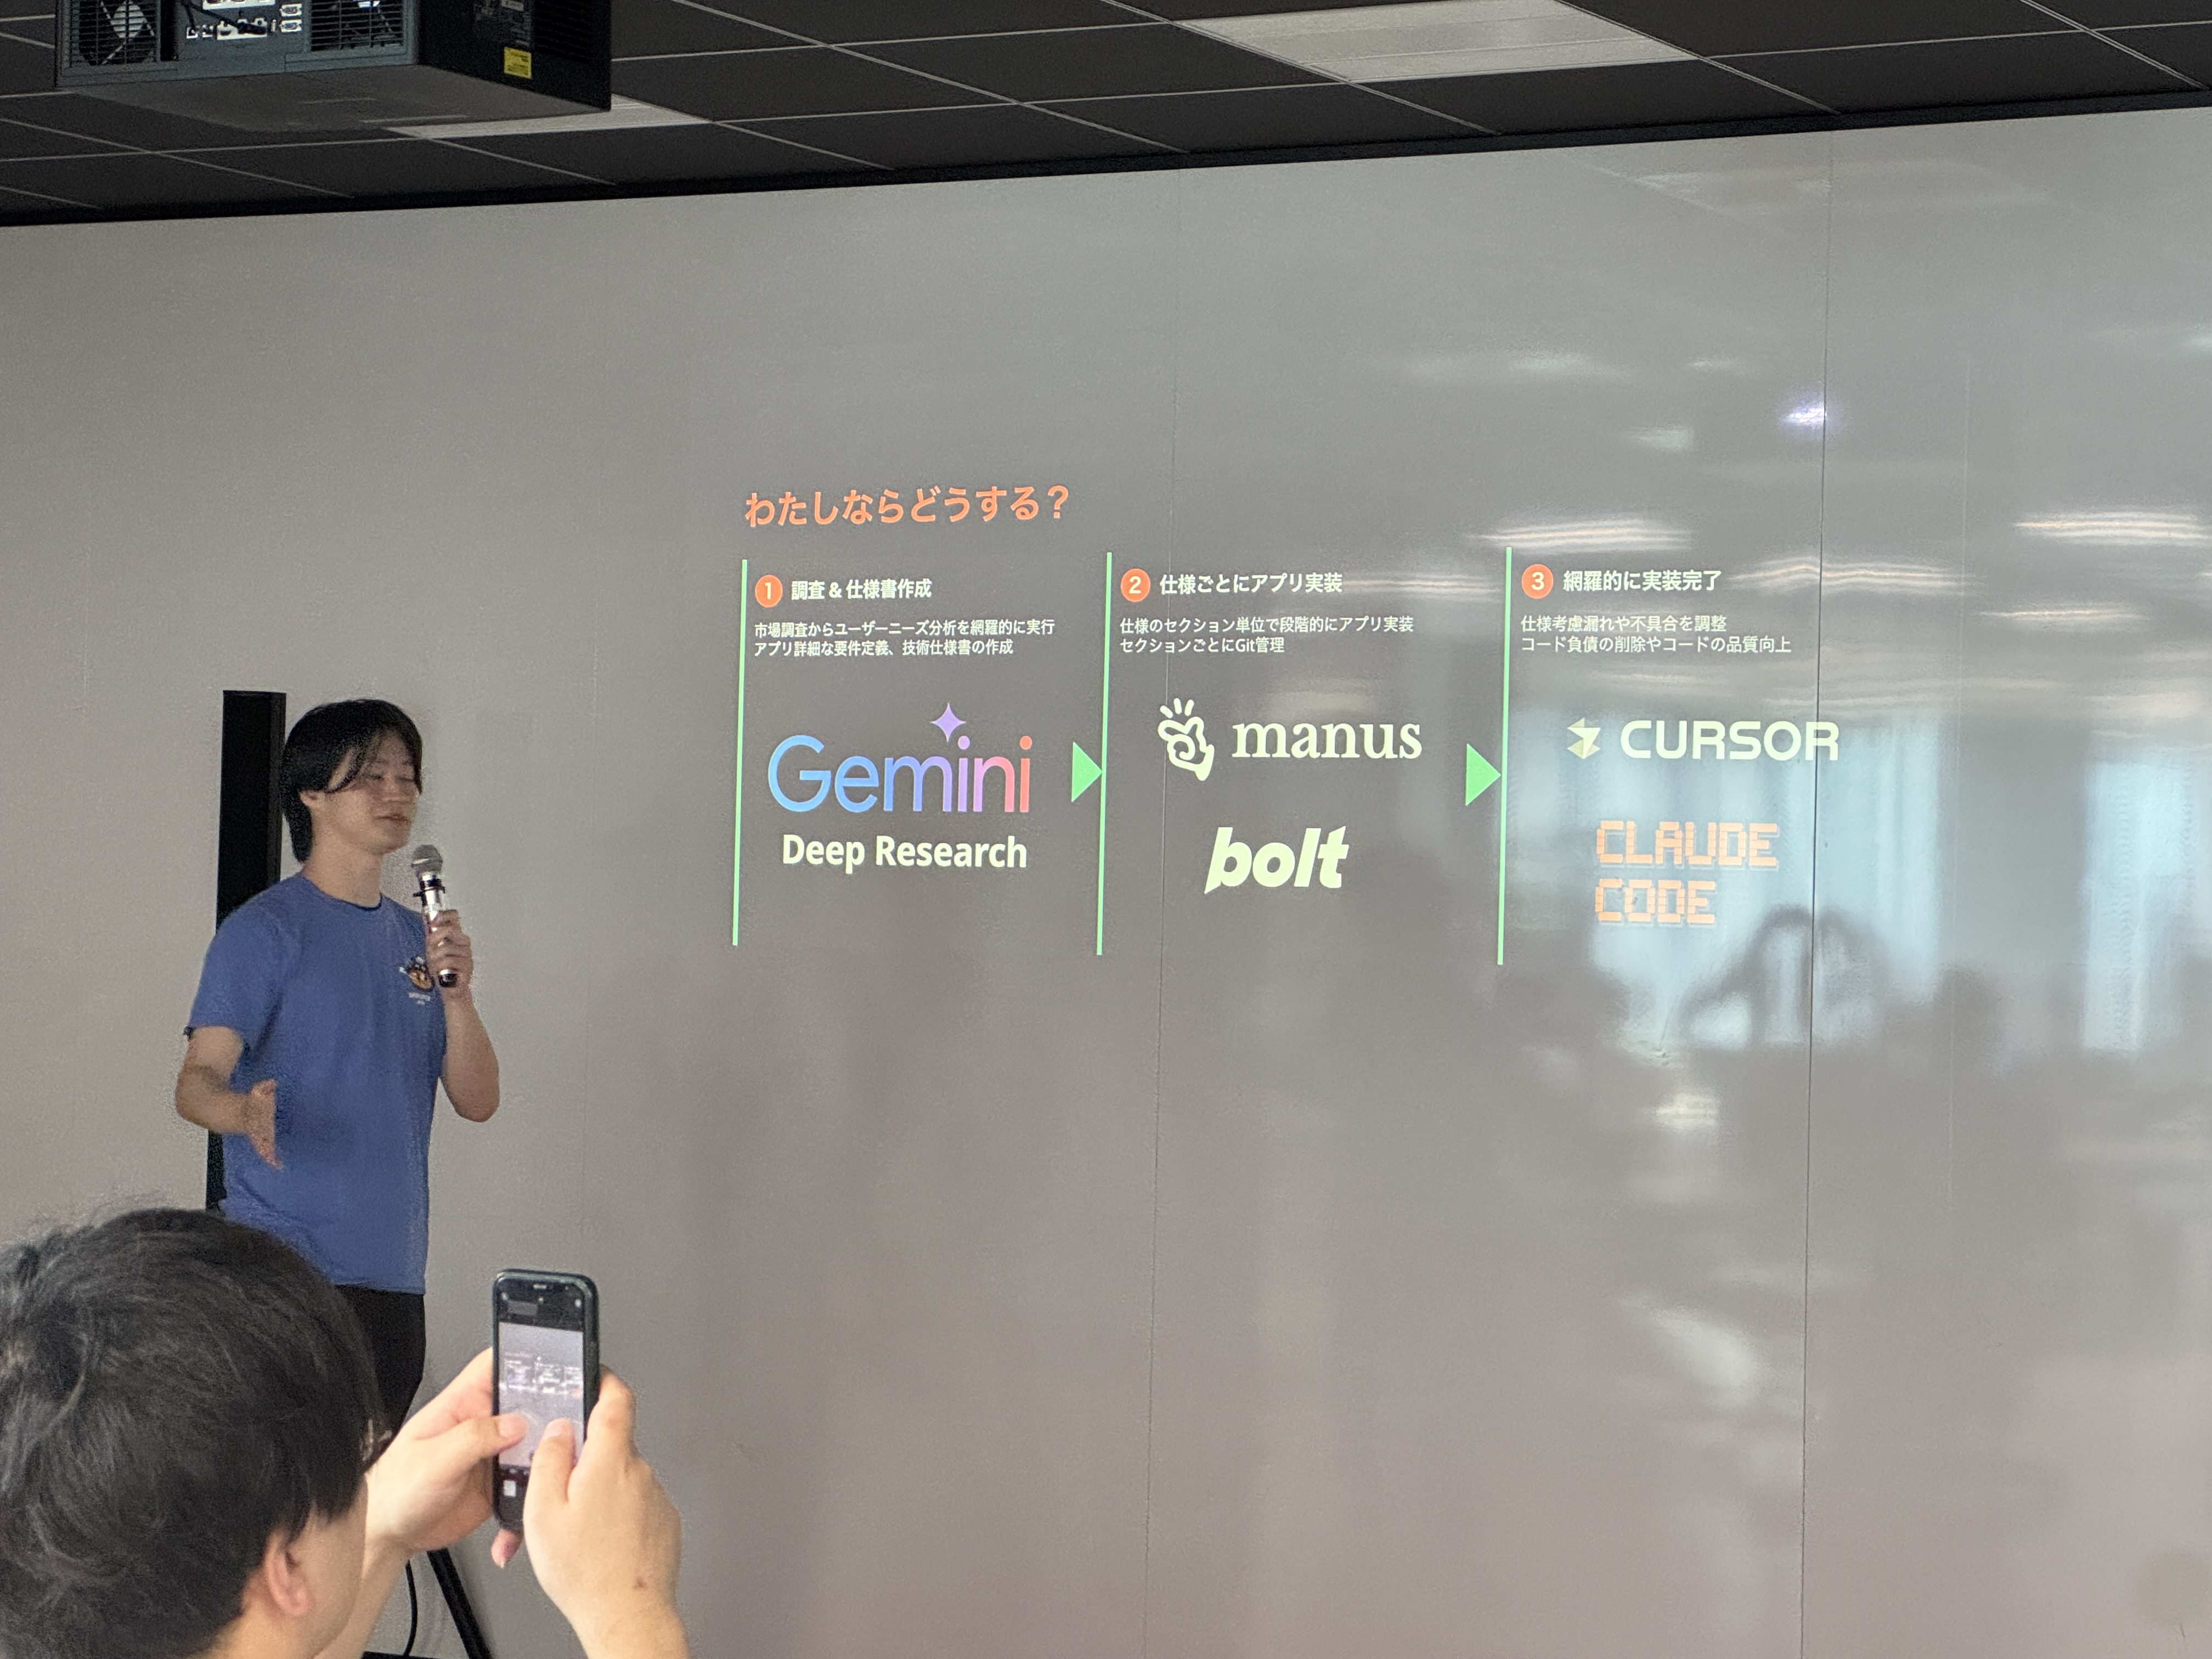 わたしならどうする？
1 調査 & 仕様書作成
市場調査からユーザーニーズ分析を網羅的に実行
アプリ詳細な要件定義、技術仕様書の作成
Gemini
Deep Research
2 仕様ごとにアプリ実装
仕様のセクション単位で段階的にアプリ実装
セクションごとにGit管理
manus
bolt
3 網羅的に実装完了
仕様考慮漏れや不具合を調整
コード負債の削除やコードの品質向上
CURSOR
CLAUDE
CODE